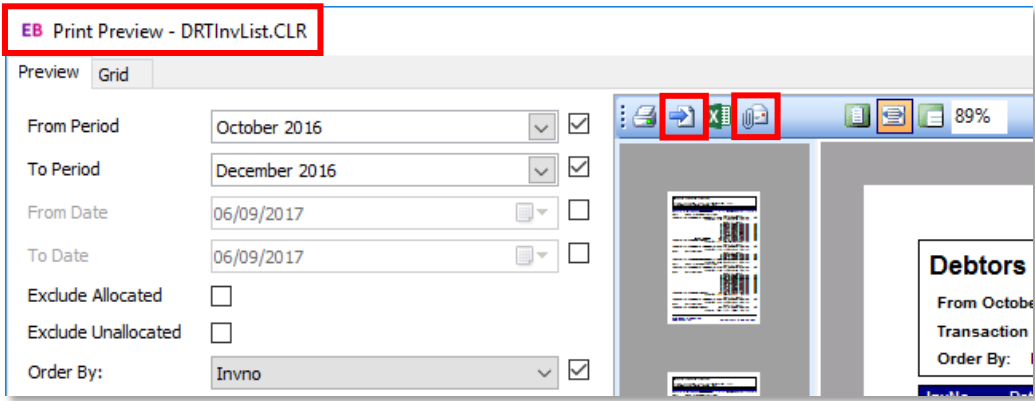 EB Print Preview - DRTInvList.CLR
Preview Grid
From Period October 2016
To Period December 2016
From Date 06/09/2017
To Date 06/09/2017
Exclude Allocated
Exclude Unallocated
Order By: Invno
89%
Debtors
From Octobe
Transaction
Order By: